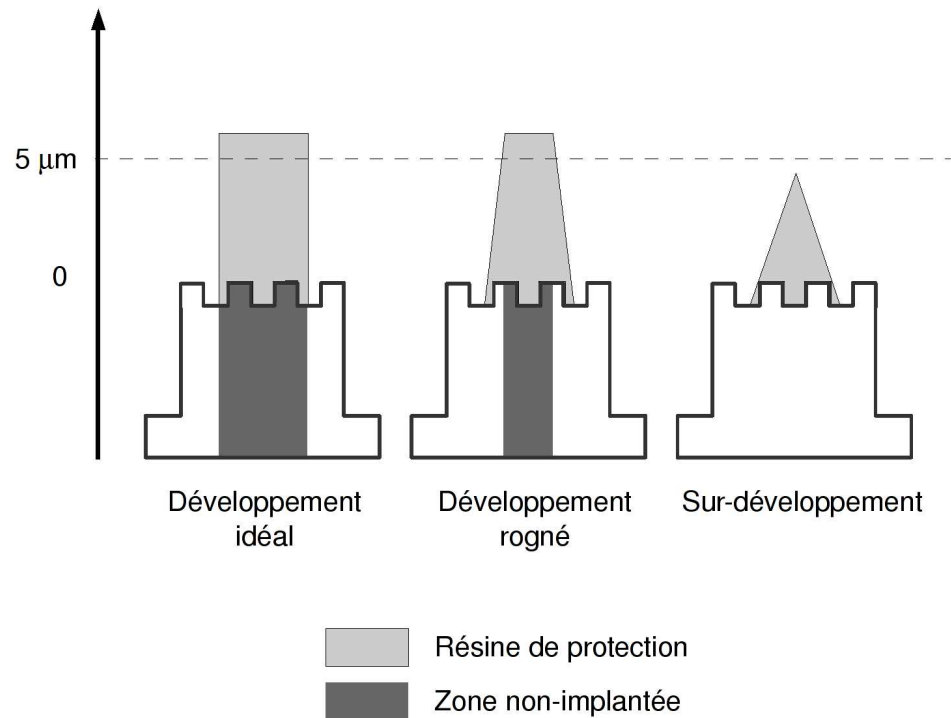 5 μm
0
Développement
idéal
Développement
rogné
Sur-développement
Résine de protection
Zone non-implantée